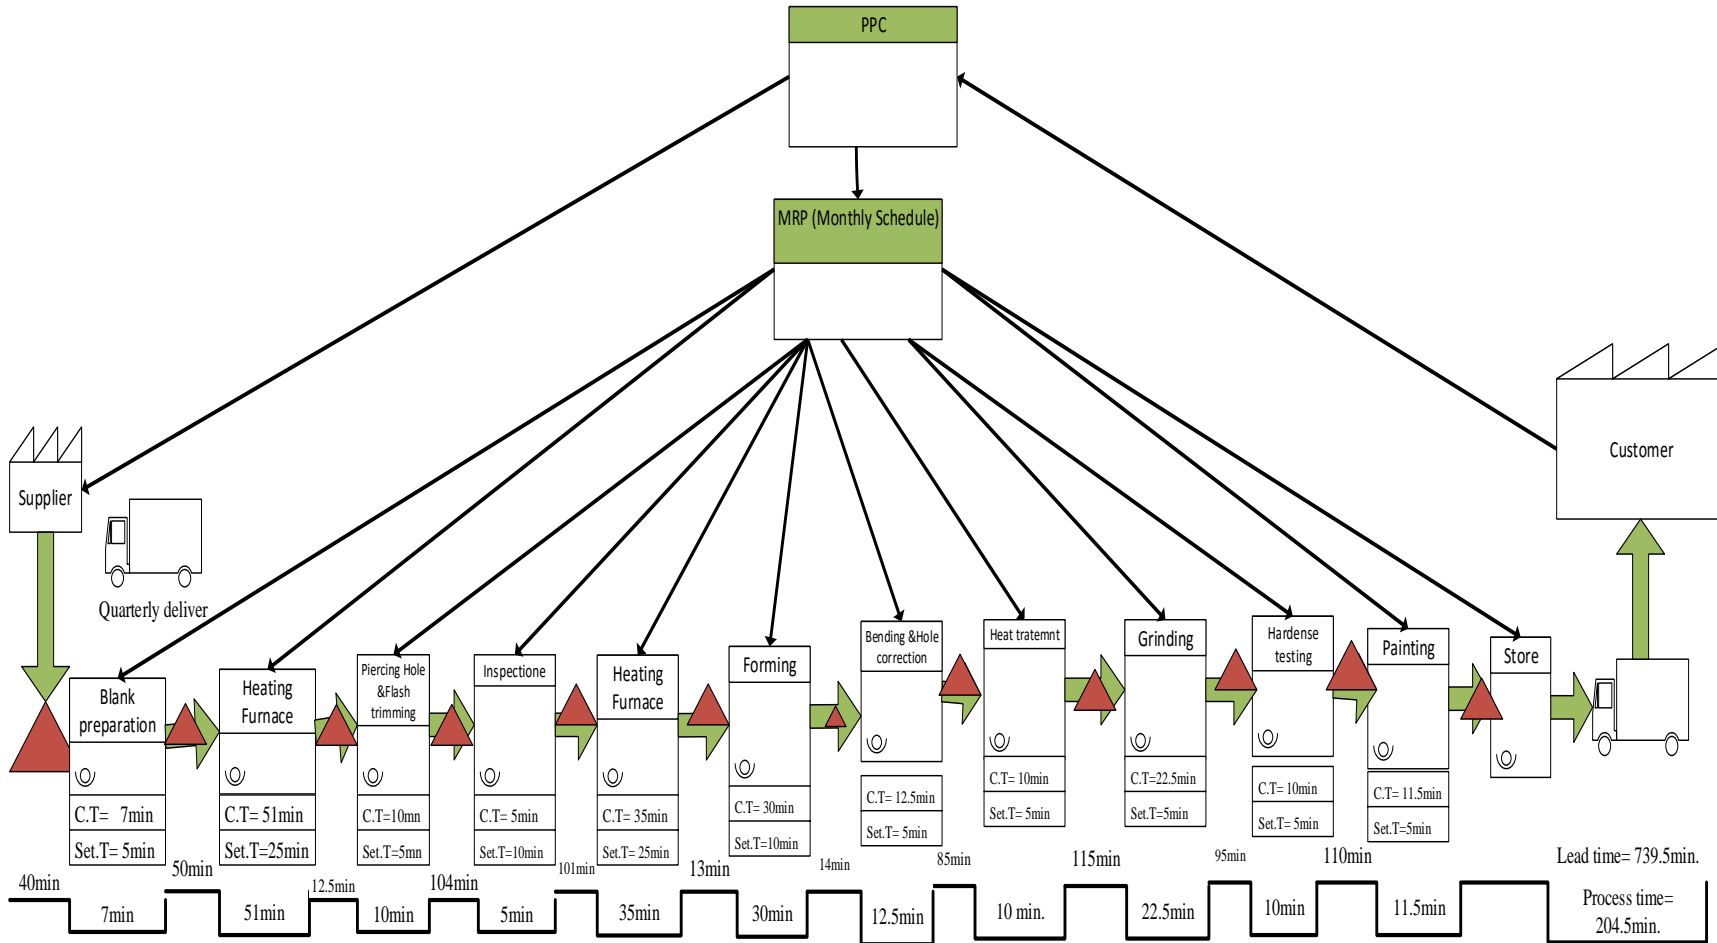 PPC
MRP (Monthly Schedule)
Supplier
Quarterly deliver
Customer
Blank
preparation
C.T= 7min
Set.T= 5min
Heating
Furnace
C.T= 51min
Set.T=25min
Piercing Hole
&Flash
trimming
C.T=10mn
Set.T=5mn
Inspectione
C.T= 5min
Set.T=10min
Heating
Furnace
C.T= 35min
Set.T= 25min
Forming
C.T= 30min
Set.T=10min
Bending &Hole
correction
C.T= 12.5min
Set.T= 5min
Heat tratemnt
C.T= 10min
Set.T= 5min
Grinding
C.T=22.5min
Set.T=5min
Hardense
testing
C.T= 10min
Set.T= 5min
Painting
C.T= 11.5min
Set.T=5min
Store
40min
50min
12.5min
104min
101min
13min
14min
85min
115min
95min
110min
Lead time= 739.5min.
7min
51min
10min
5min
35min
30min
12.5min
10 min.
22.5min
10min
11.5min
Process time=
204.5min.